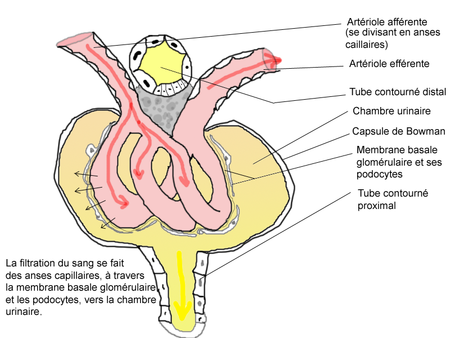 Artériole afférente
(se divisant en anses
caillaires)
Artériole efférente
Tube contourné distal
Chambre urinaire
Capsule de Bowman
Membrane basale
glomérulaire et ses
podocytes
Tube contourné
proximal
La filtration du sang se fait
des anses capillaires, à travers
la membrane basale glomérulaire
et les podocytes, vers la chambre
urinaire.